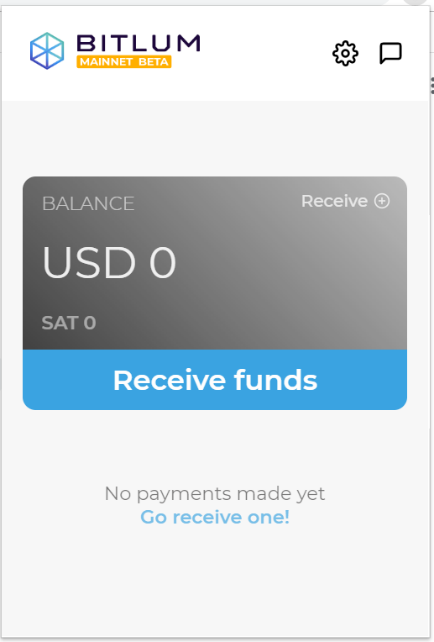 BITLUM
MAINNET BETA
BALANCE
Receive
USD 0
SAT 0
Receive funds
No payments made yet
Go receive one!